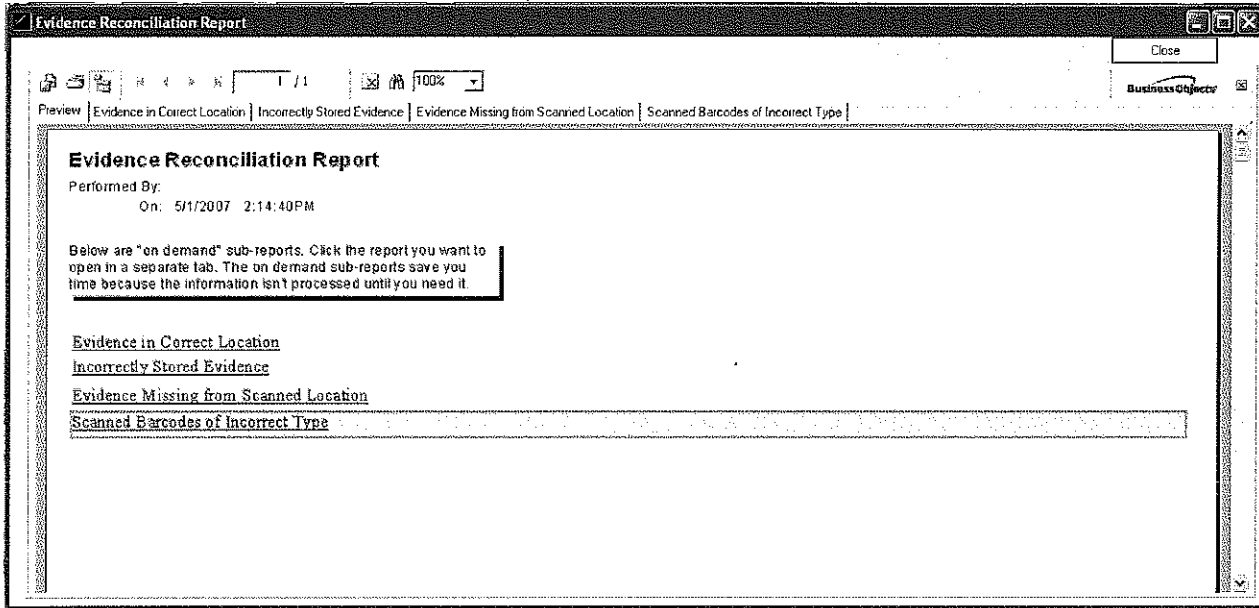 Evidence Reconciliation Report
Close
1 / 1
100%
BusinessObjects
Preview Evidence in Correct Location Incorrectly Stored Evidence Evidence Missing from Scanned Location Scanned Barcodes of Incorrect Type
Evidence Reconciliation Report
Performed By:
On: 5/1/2007 2:14:40PM
Below are "on demand" sub-reports. Click the report you want to
open in a separate tab. The on demand sub-reports save you
time because the information isn't processed until you need it.
Evidence in Correct Location
Incorrectly Stored Evidence
Evidence Missing from Scanned Location
Scanned Barcodes of Incorrect Type